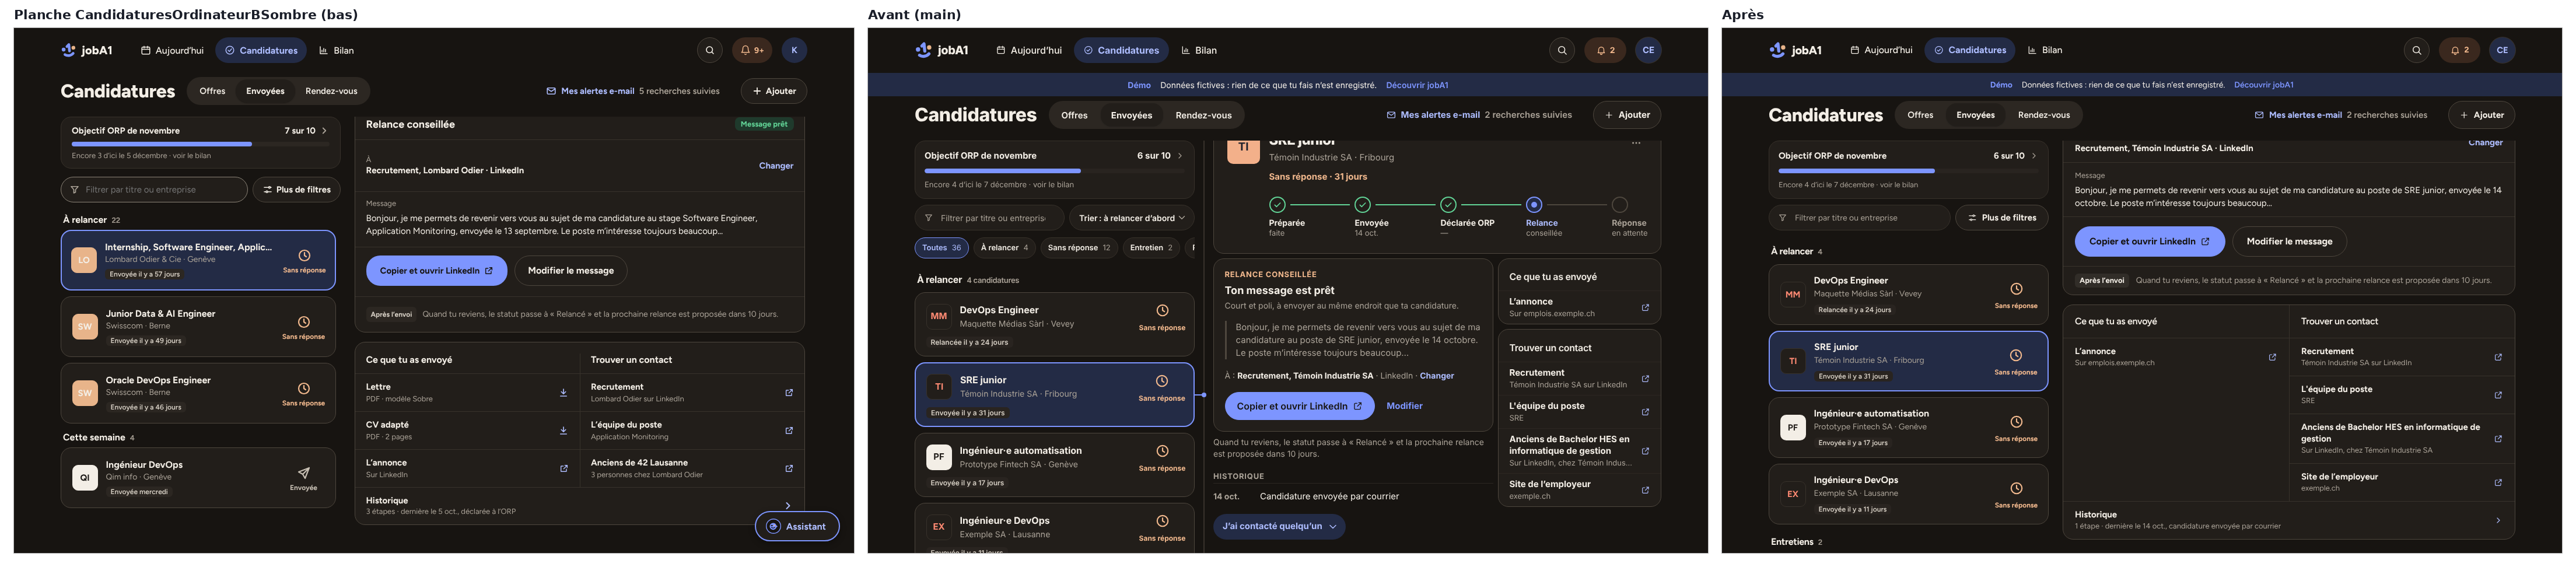 Planche CandidaturesOrdinateurBSombre (bas)
jobA1 Aujourd'hui Candidatures Bilan 9+ K
Candidatures Offres Envoyées Rendez-vous Mes alertes e-mail 5 recherches suivies + Ajouter
Objectif ORP de novembre 7 sur 10
Encore 3 d'ici le 5 décembre · voir le bilan
Filtrer par titre ou entreprise Plus de filtres
À relancer 22
Internship, Software Engineer, Applic...
Lombard Odier & Cie · Genève
Envoyée il y a 57 jours
Sans réponse
LO
Junior Data & AI Engineer
Swisscom · Berne
Envoyée il y a 49 jours
Sans réponse
SW
Oracle DevOps Engineer
Swisscom · Berne
Envoyée il y a 46 jours
Sans réponse
SW
Cette semaine 4
Ingénieur DevOps
Qim info · Genève
Envoyée mercredi
Envoyée
QI
Relance conseillée Message prêt
À
Recrutement, Lombard Odier · LinkedIn Changer
Message
Bonjour, je me permets de revenir vers vous au sujet de ma candidature au stage Software Engineer,
Application Monitoring, envoyée le 13 septembre. Le poste m'intéresse toujours beaucoup...
Copier et ouvrir LinkedIn Modifier le message
Après l'envoi Quand tu reviens, le statut passe à « Relancé » et la prochaine relance est proposée dans 10 jours.
Ce que tu as envoyé Trouver un contact
Lettre
PDF · modèle Sobre
Recrutement
Lombard Odier sur LinkedIn
CV adapté
PDF · 2 pages
L'équipe du poste
Application Monitoring
L'annonce
Sur LinkedIn
Anciens de 42 Lausanne
3 personnes chez Lombard Odier
Historique
3 étapes · dernière le 5 oct., déclarée à l'ORP
Assistant
Avant (main)
jobA1 Aujourd'hui Candidatures Bilan 2 CE
Démo Données fictives : rien de ce que tu fais n'est enregistré. Découvrir jobA1
Candidatures Offres Envoyées Rendez-vous Mes alertes e-mail 2 recherches suivies + Ajouter
Objectif ORP de novembre 6 sur 10
Encore 4 d'ici le 7 décembre · voir le bilan
Filtrer par titre ou entrepris Trier : à relancer d'abord
Toutes 36 À relancer 4 Sans réponse 12 Entretien 2
À relancer 4 candidatures
MM
DevOps Engineer
Maquette Médias Sàrl · Vevey
Relancée il y a 24 jours
Sans réponse
TI
SRE junior
Témoin Industrie SA · Fribourg
Envoyée il y a 31 jours
Sans réponse
PF
Ingénieur·e automatisation
Prototype Fintech SA · Genève
Envoyée il y a 17 jours
Sans réponse
EX
Ingénieur·e DevOps
Exemple SA · Lausanne
Envoyée il y a 11 jours
Sans réponse
TI
SRE junior
Témoin Industrie SA · Fribourg
Sans réponse · 31 jours
Préparée Envoyée Déclarée ORP Relance Réponse
faite 14 oct. — conseillée en attente
RELANCE CONSEILLÉE
Ton message est prêt
Court et poli, à envoyer au même endroit que ta candidature.
Bonjour, je me permets de revenir vers vous au sujet de ma
candidature au poste de SRE junior, envoyée le 14 octobre.
Le poste m'intéresse toujours beaucoup...
À : Recrutement, Témoin Industrie SA · LinkedIn · Changer
Copier et ouvrir LinkedIn Modifier
Quand tu reviens, le statut passe à « Relancé » et la prochaine relance
est proposée dans 10 jours.
HISTORIQUE
14 oct. Candidature envoyée par courrier
J'ai contacté quelqu'un
Ce que tu as envoyé
L'annonce
Sur emplois.exemple.ch
Trouver un contact
Recrutement
Témoin Industrie SA sur LinkedIn
L'équipe du poste
SRE
Anciens de Bachelor HES en
informatique de gestion
Sur LinkedIn, chez Témoin Indus...
Site de l'employeur
exemple.ch
Après
jobA1 Aujourd'hui Candidatures Bilan 2 CE
Démo Données fictives : rien de ce que tu fais n'est enregistré. Découvrir jobA1
Candidatures Offres Envoyées Rendez-vous Mes alertes e-mail 2 recherches suivies + Ajouter
Objectif ORP de novembre 6 sur 10
Encore 4 d'ici le 7 décembre · voir le bilan
Filtrer par titre ou entreprise Plus de filtres
À relancer 4
MM
DevOps Engineer
Maquette Médias Sàrl · Vevey
Relancée il y a 24 jours
Sans réponse
TI
SRE junior
Témoin Industrie SA · Fribourg
Envoyée il y a 31 jours
Sans réponse
PF
Ingénieur·e automatisation
Prototype Fintech SA · Genève
Envoyée il y a 17 jours
Sans réponse
EX
Ingénieur·e DevOps
Exemple SA · Lausanne
Envoyée il y a 11 jours
Sans réponse
Entretiens 2
Recrutement, Témoin Industrie SA · LinkedIn Changer
Message
Bonjour, je me permets de revenir vers vous au sujet de ma candidature au poste de SRE junior, envoyée le 14
octobre. Le poste m'intéresse toujours beaucoup...
Copier et ouvrir LinkedIn Modifier le message
Après l'envoi Quand tu reviens, le statut passe à « Relancé » et la prochaine relance est proposée dans 10 jours.
Ce que tu as envoyé Trouver un contact
L'annonce
Sur emplois.exemple.ch
Recrutement
Témoin Industrie SA sur LinkedIn
L'équipe du poste
SRE
Anciens de Bachelor HES en informatique de
gestion
Sur LinkedIn, chez Témoin Industrie SA
Site de l'employeur
exemple.ch
Historique
1 étape · dernière le 14 oct., candidature envoyée par courrier